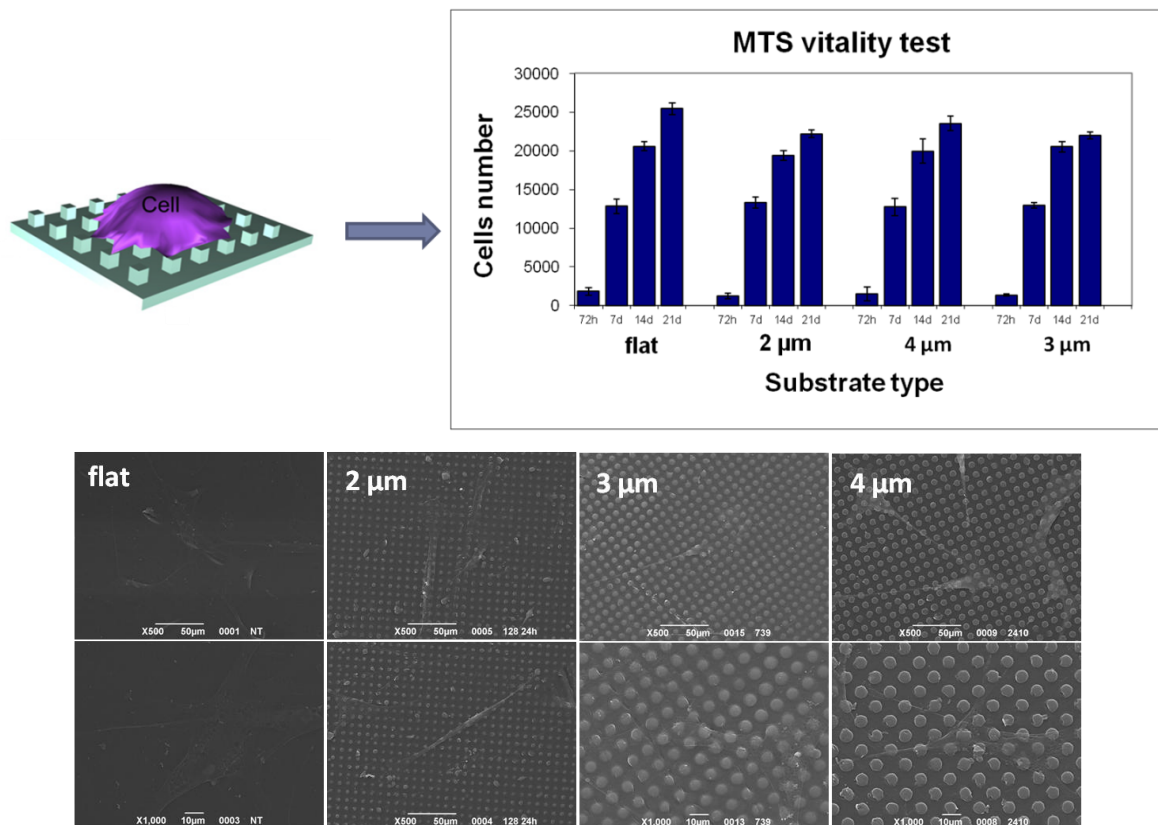 MTS vitality test
Cell
Cells number
30000
25000
20000
15000
10000
5000
0
72h 7d 14d 21d 72h 7d 14d 21d 72h 7d 14d 21d 72h 7d 14d 21d
flat 2 µm 4 µm 3 µm
Substrate type
flat 2 µm 3 µm 4 µm
X500 50µm 0001 NT
X500 50µm 0005 128 24h
X500 50µm 0015 739
X500 50µm 0009 2410
X1,000 10µm 0003 NT
X500 50µm 0004 128 24h
X1,000 10µm 0013 739
X1,000 10µm 0008 2410